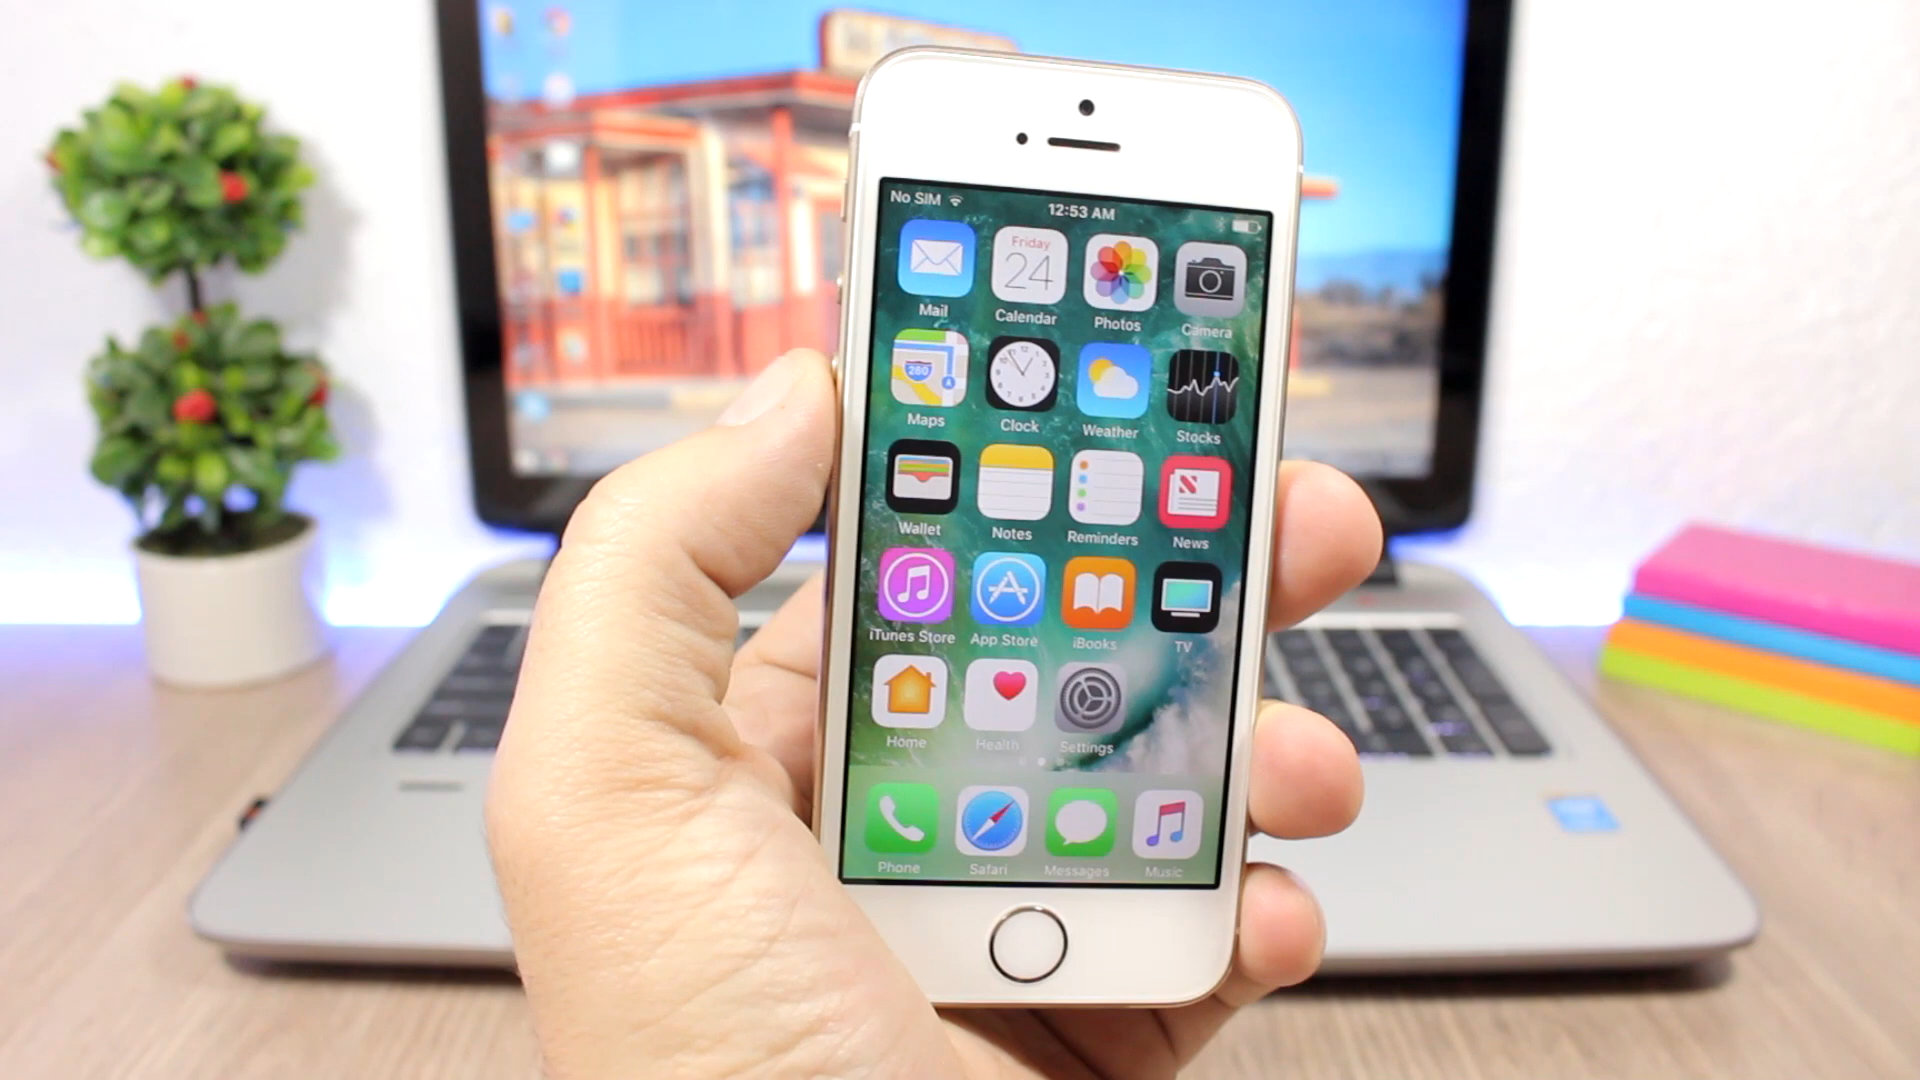 No SIM 12:53 AM
Friday
24
Mail Calendar Photos Camera
280
Maps Clock Weather Stocks
Wallet Notes Reminders News
iTunes Store App Store iBooks TV
Home Health Settings
Phone Safari Messages Music